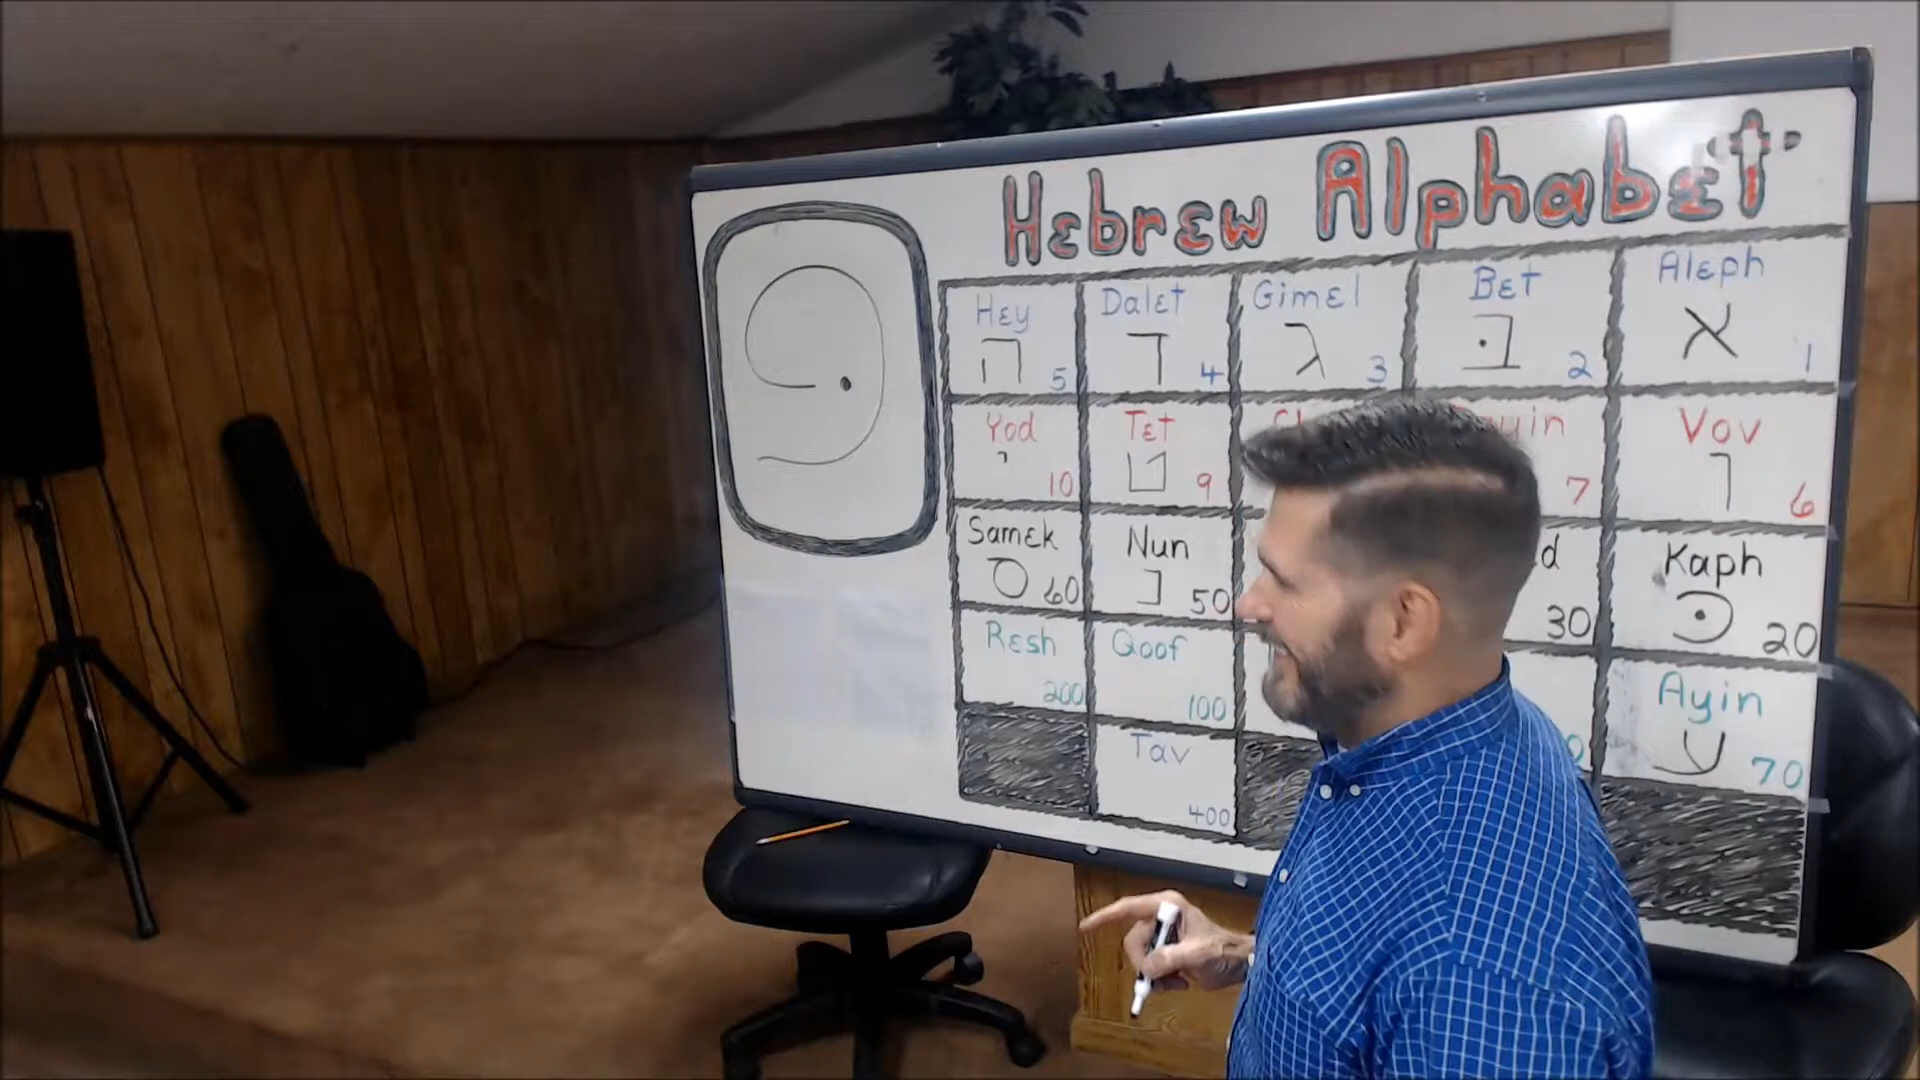 Hebrew Alphabet
Aleph Bet Gimel Dalet Hey
א בּ ג ד ה
1 2 3 4 5
Vov Tet Yod
ו ט י
6 7 9 10
Kaph Nun Samek
כּ נ ס
20 30 50 60
Ayin Qoof Resh
ע
70 100 200
Tav
400
פּ